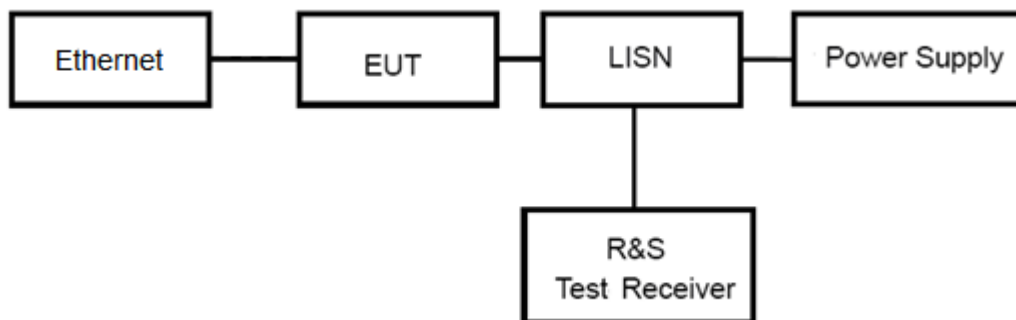 Ethernet
EUT
LISN
Power Supply
R&S
Test Receiver